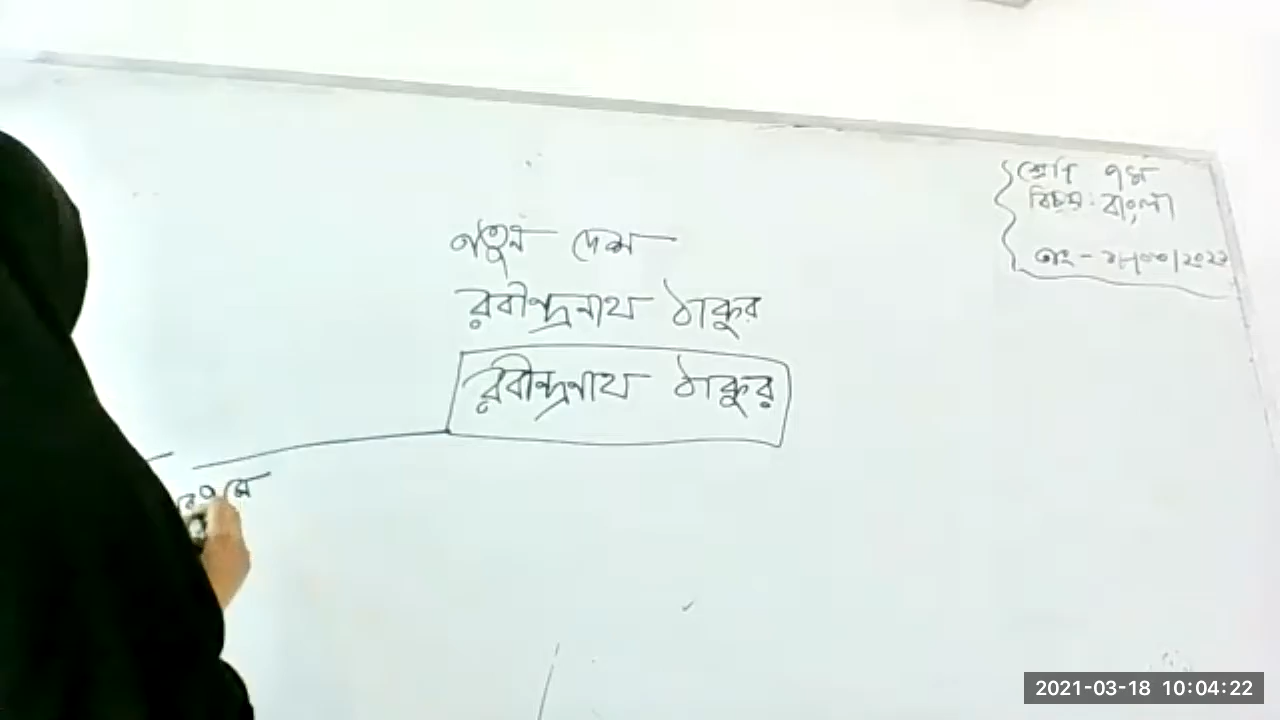 নতুন দেশ
রবীন্দ্রনাথ ঠাকুর
রবীন্দ্রনাথ ঠাকুর
শ্রেণি ৭ম
বিষয়: বাংলা
তাং -
2021-03-18 10:04:22